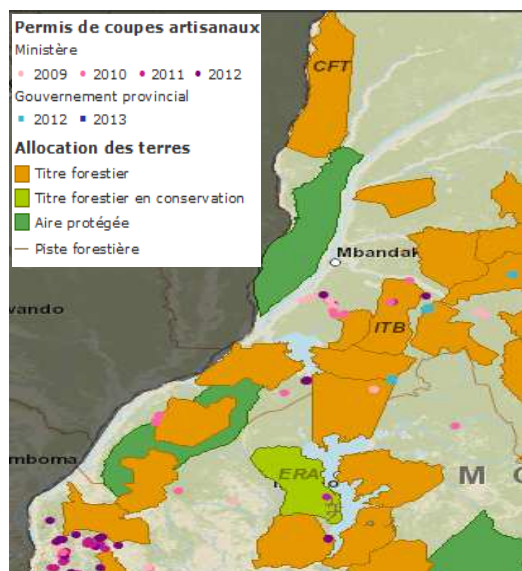 Permis de coupes artisanaux
Ministère
2009 2010 2011 2012
Gouvernement provincial
2012 2013
Allocation des terres
Titre forestier
Titre forestier en conservation
Aire protégée
Piste forestière
CFT
Mbandak
wando
ITB
mboma
ERA
M